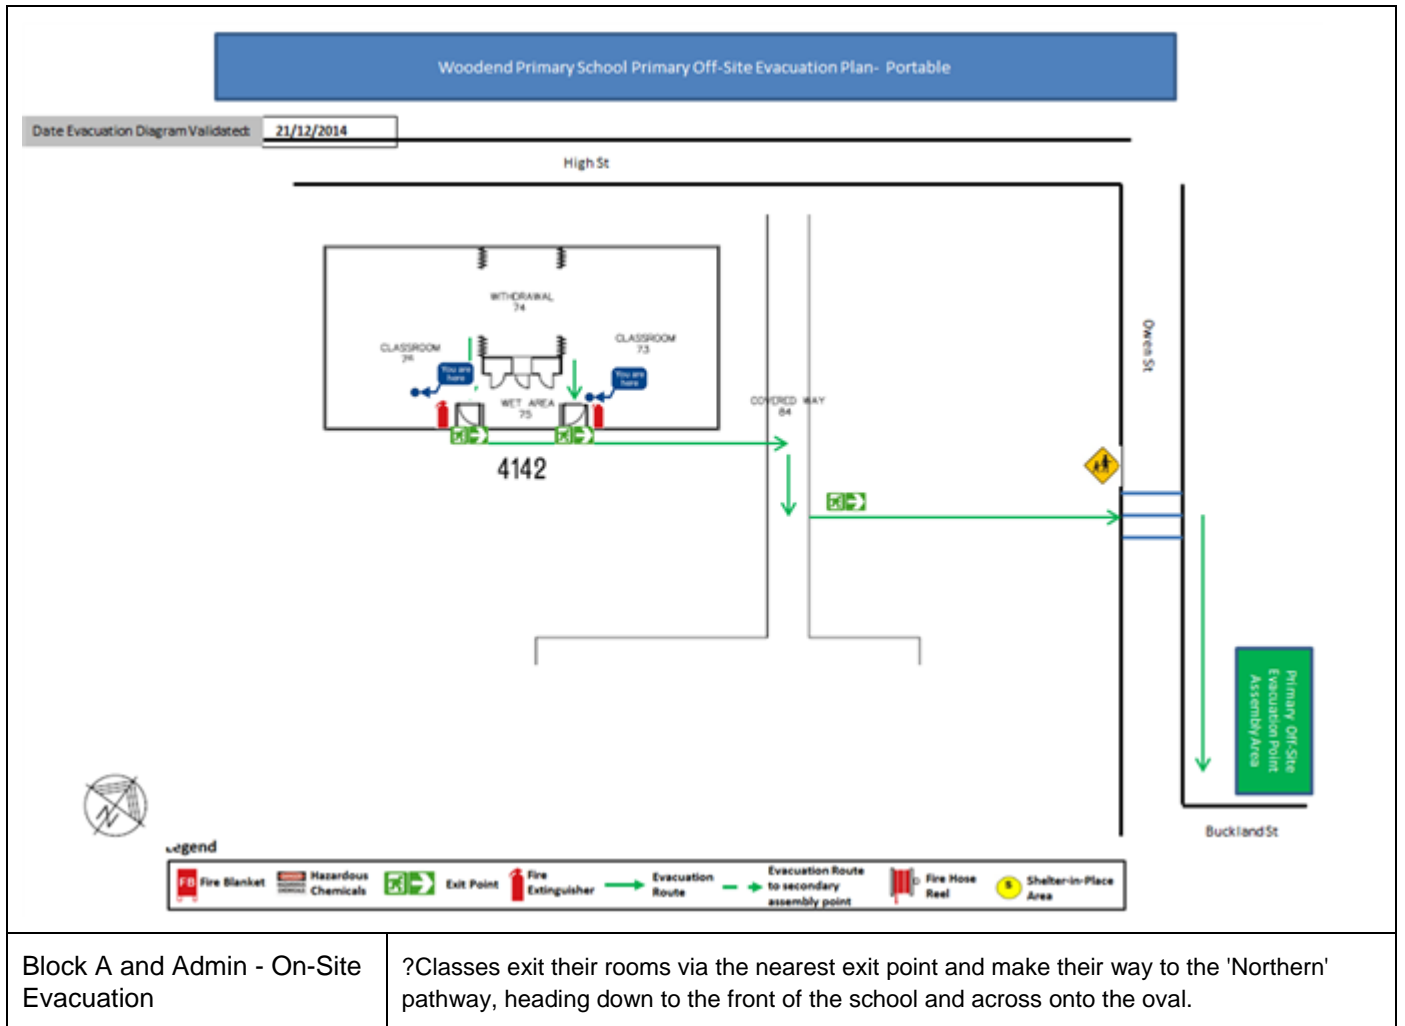 Woodend Primary School Primary Off-Site Evacuation Plan- Portable
Date Evacuation Diagram Validated: 21/12/2014
High St
WITHDRAWAL
74
CLASSROOM
CLASSROOM
73
You are
here
You are
here
WET AREA
75
COVERED WAY
84
4142
Owen St
Primary Off-Site
Evacuation Point
Assembly Area
Buckland St
N
Legend
FB Fire Blanket
Hazardous
Chemicals
Exit Point
Fire
Extinguisher
Evacuation
Route
Evacuation Route
to secondary
assembly point
Fire Hose
Reel
S
Shelter-in-Place
Area
Block A and Admin - On-Site
Evacuation
?Classes exit their rooms via the nearest exit point and make their way to the 'Northern'
pathway, heading down to the front of the school and across onto the oval.